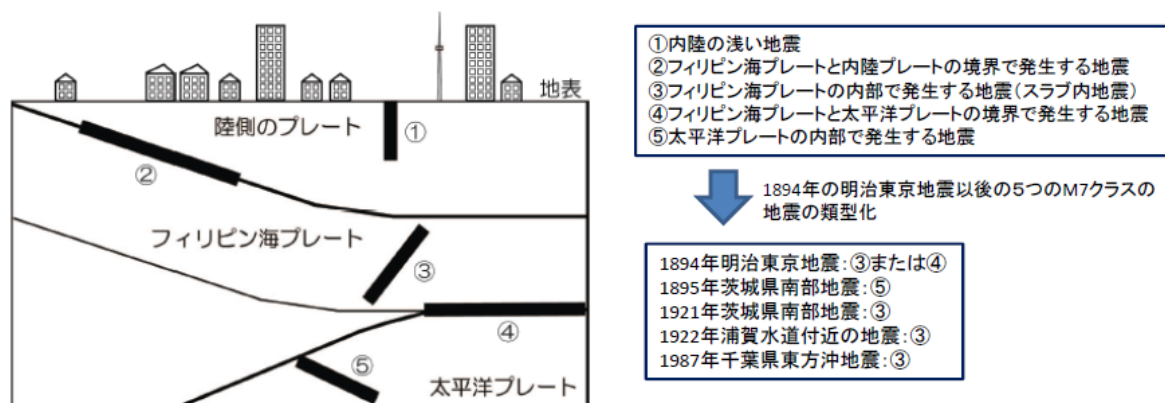 地表
陸側のプレート
①
②
フィリピン海プレート
③
④
⑤
太平洋プレート
①内陸の浅い地震
②フィリピン海プレートと内陸プレートの境界で発生する地震
③フィリピン海プレートの内部で発生する地震(スラブ内地震)
④フィリピン海プレートと太平洋プレートの境界で発生する地震
⑤太平洋プレートの内部で発生する地震
1894年の明治東京地震以後の5つのM7クラスの
地震の類型化
1894年明治東京地震:③または④
1895年茨城県南部地震:⑤
1921年茨城県南部地震:③
1922年浦賀水道付近の地震:③
1987年千葉県東方沖地震:③